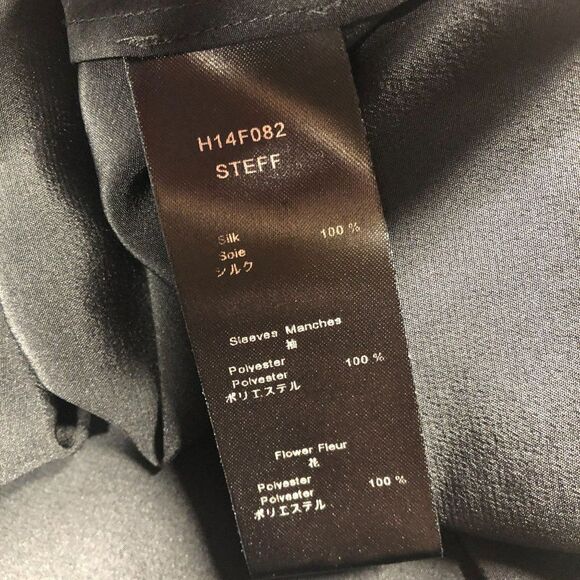 H14F082
STEFF
Silk 100 %
Soie
シルク
Sleeves Manches
袖
Polyester 100 %
Polyester
ポリエステル
Flower Fleur
花
Polyester 100 %
Polyester
ポリエステル